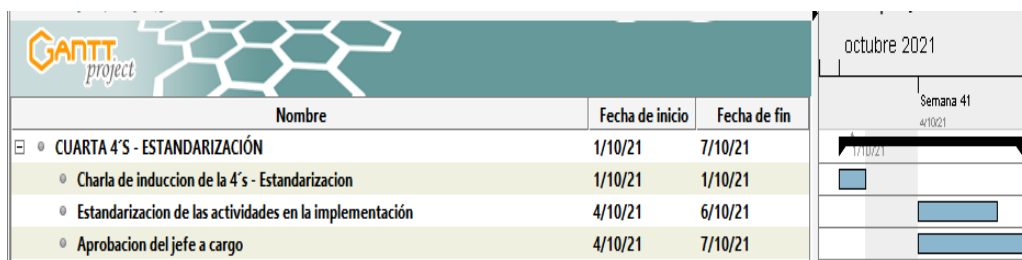 GANTT
project
octubre 2021
Semana 41
4/10/21
Nombre Fecha de inicio Fecha de fin
CUARTA 4´S - ESTANDARIZACIÓN 1/10/21 7/10/21
1/10/21
Charla de induccion de la 4´s - Estandarizacion 1/10/21 1/10/21
Estandarizacion de las actividades en la implementación 4/10/21 6/10/21
Aprobacion del jefe a cargo 4/10/21 7/10/21